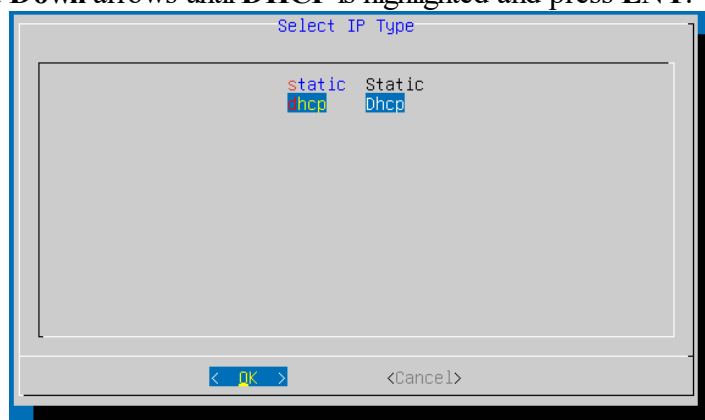 Down arrows until DHCP is highlighted and press ENT.
Select IP Type
static Static
dhcp Dhcp
< OK > <Cancel>